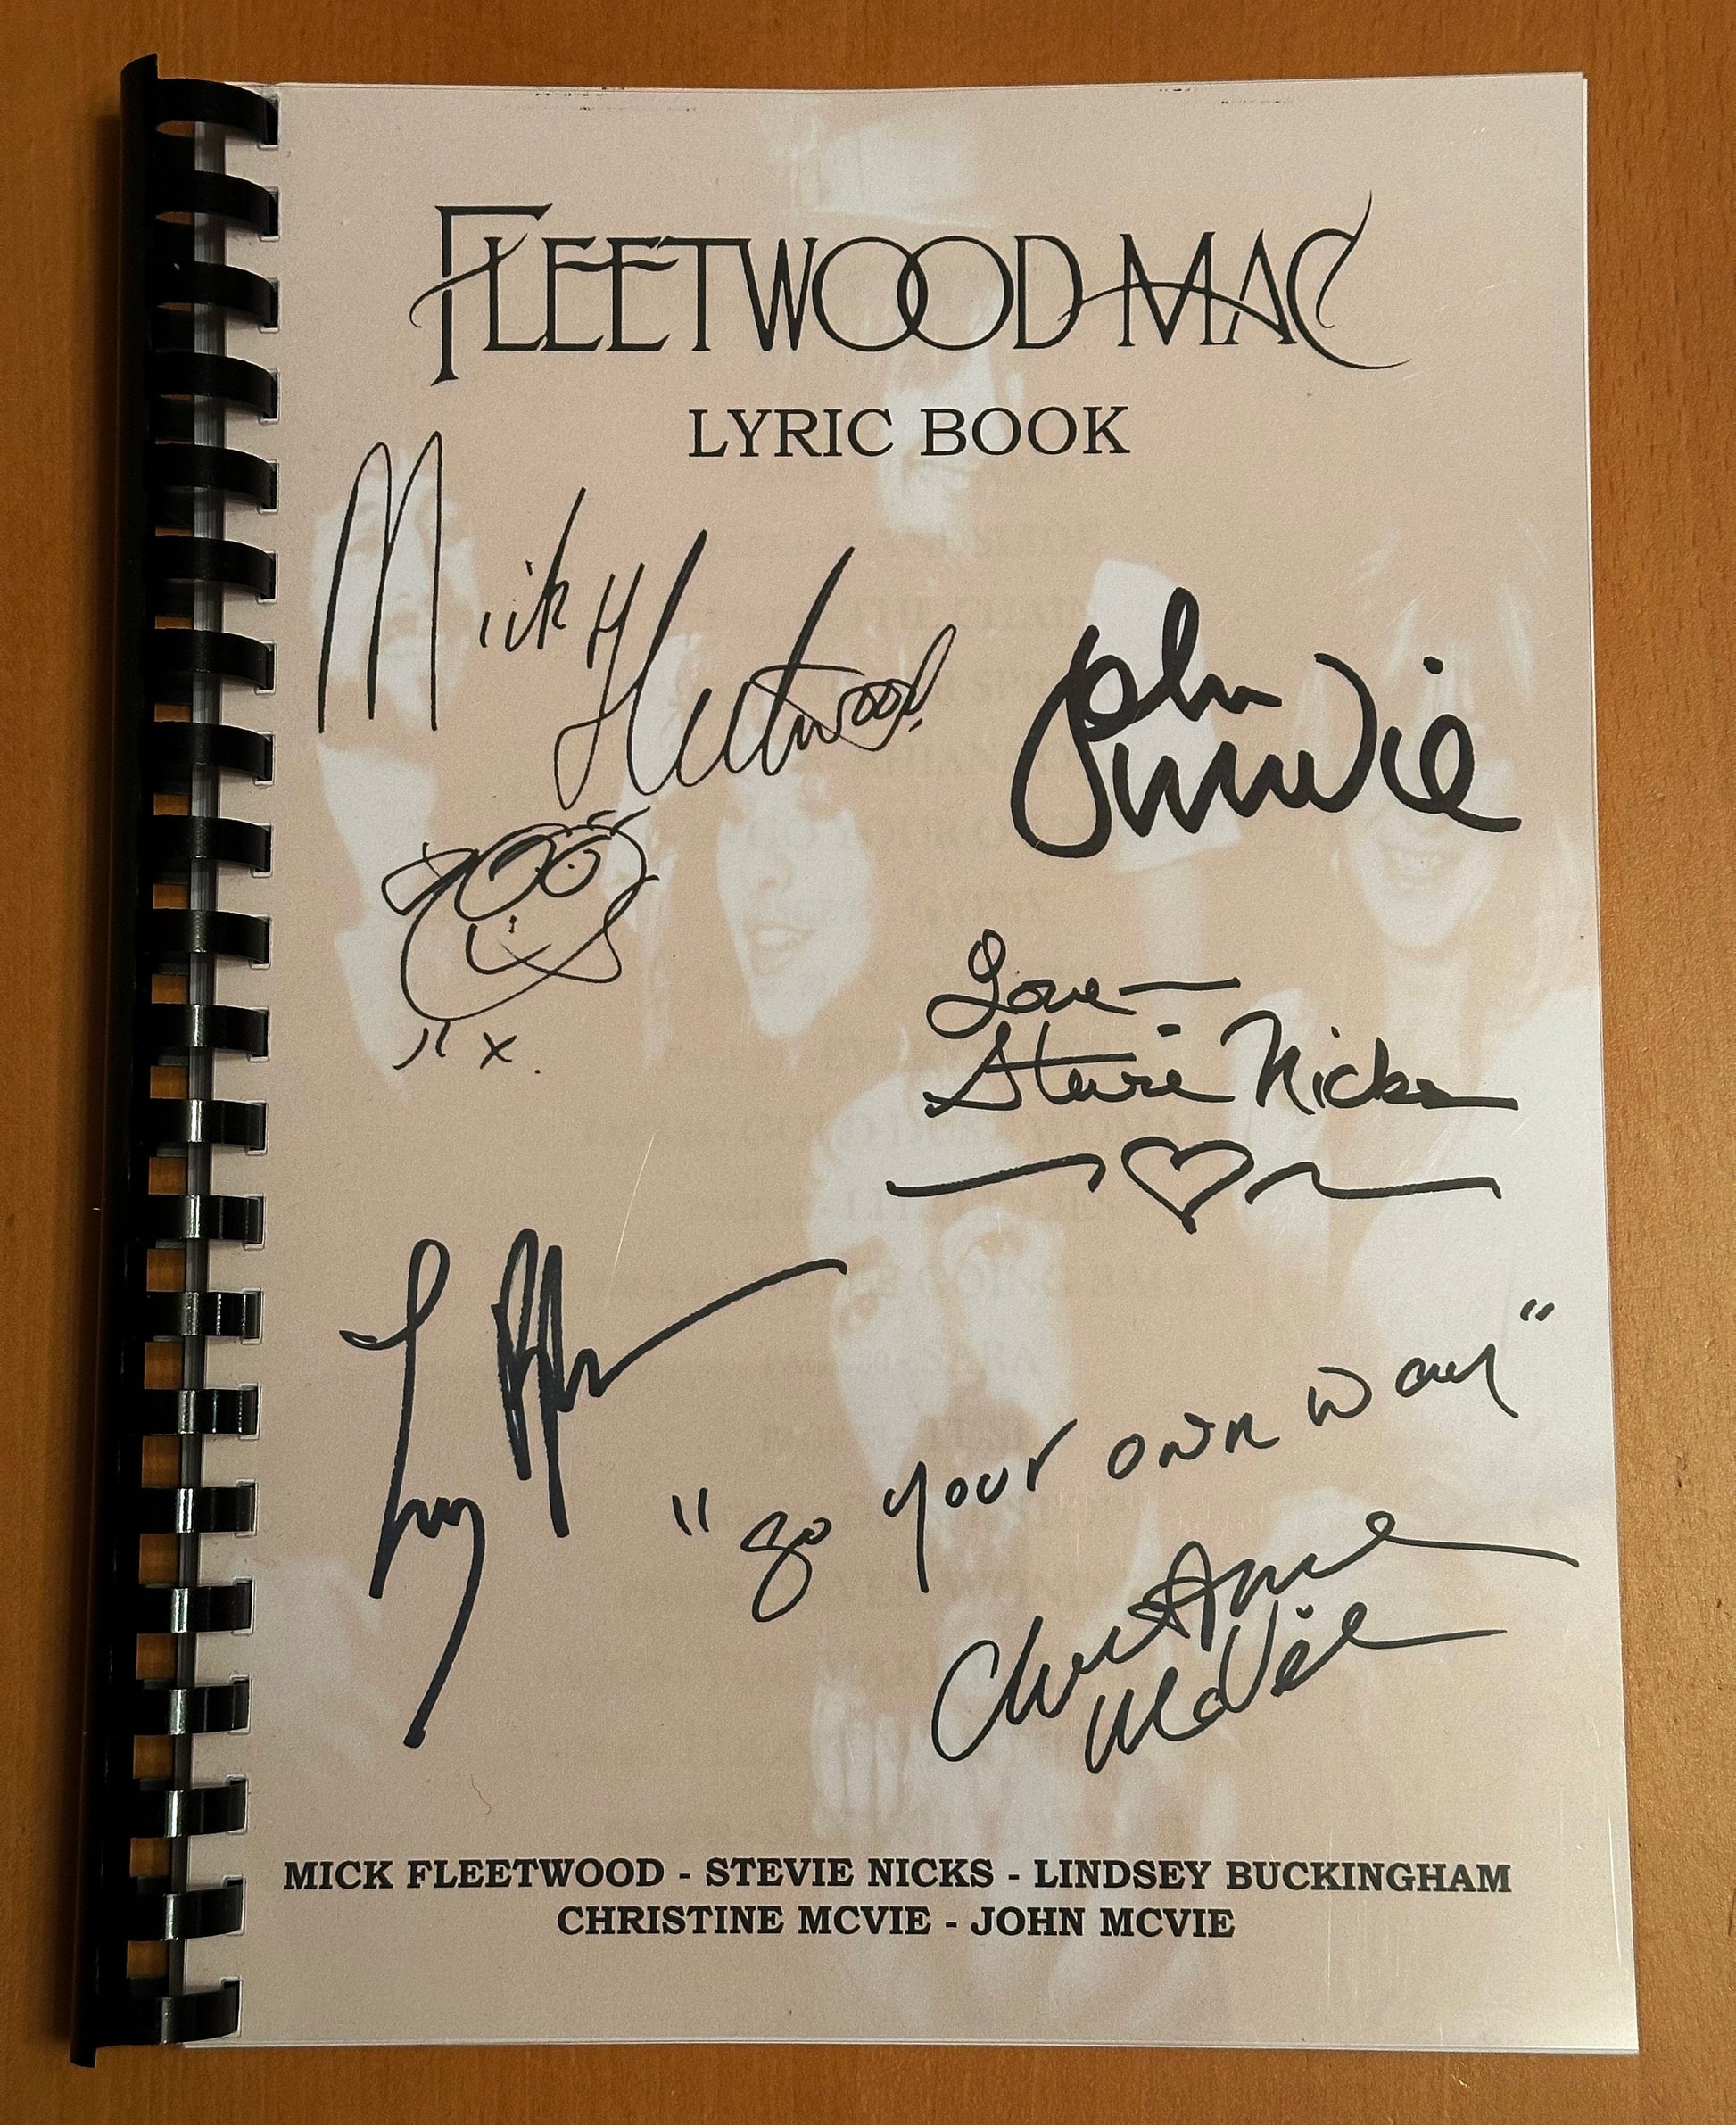 FLEETWOOD MAC
LYRIC BOOK
Mick Fleetwood
John McVie
x.
Love—
Stevie Nicks
"go your own way"
Christine
McVie
MICK FLEETWOOD - STEVIE NICKS - LINDSEY BUCKINGHAM
CHRISTINE MCVIE - JOHN MCVIE